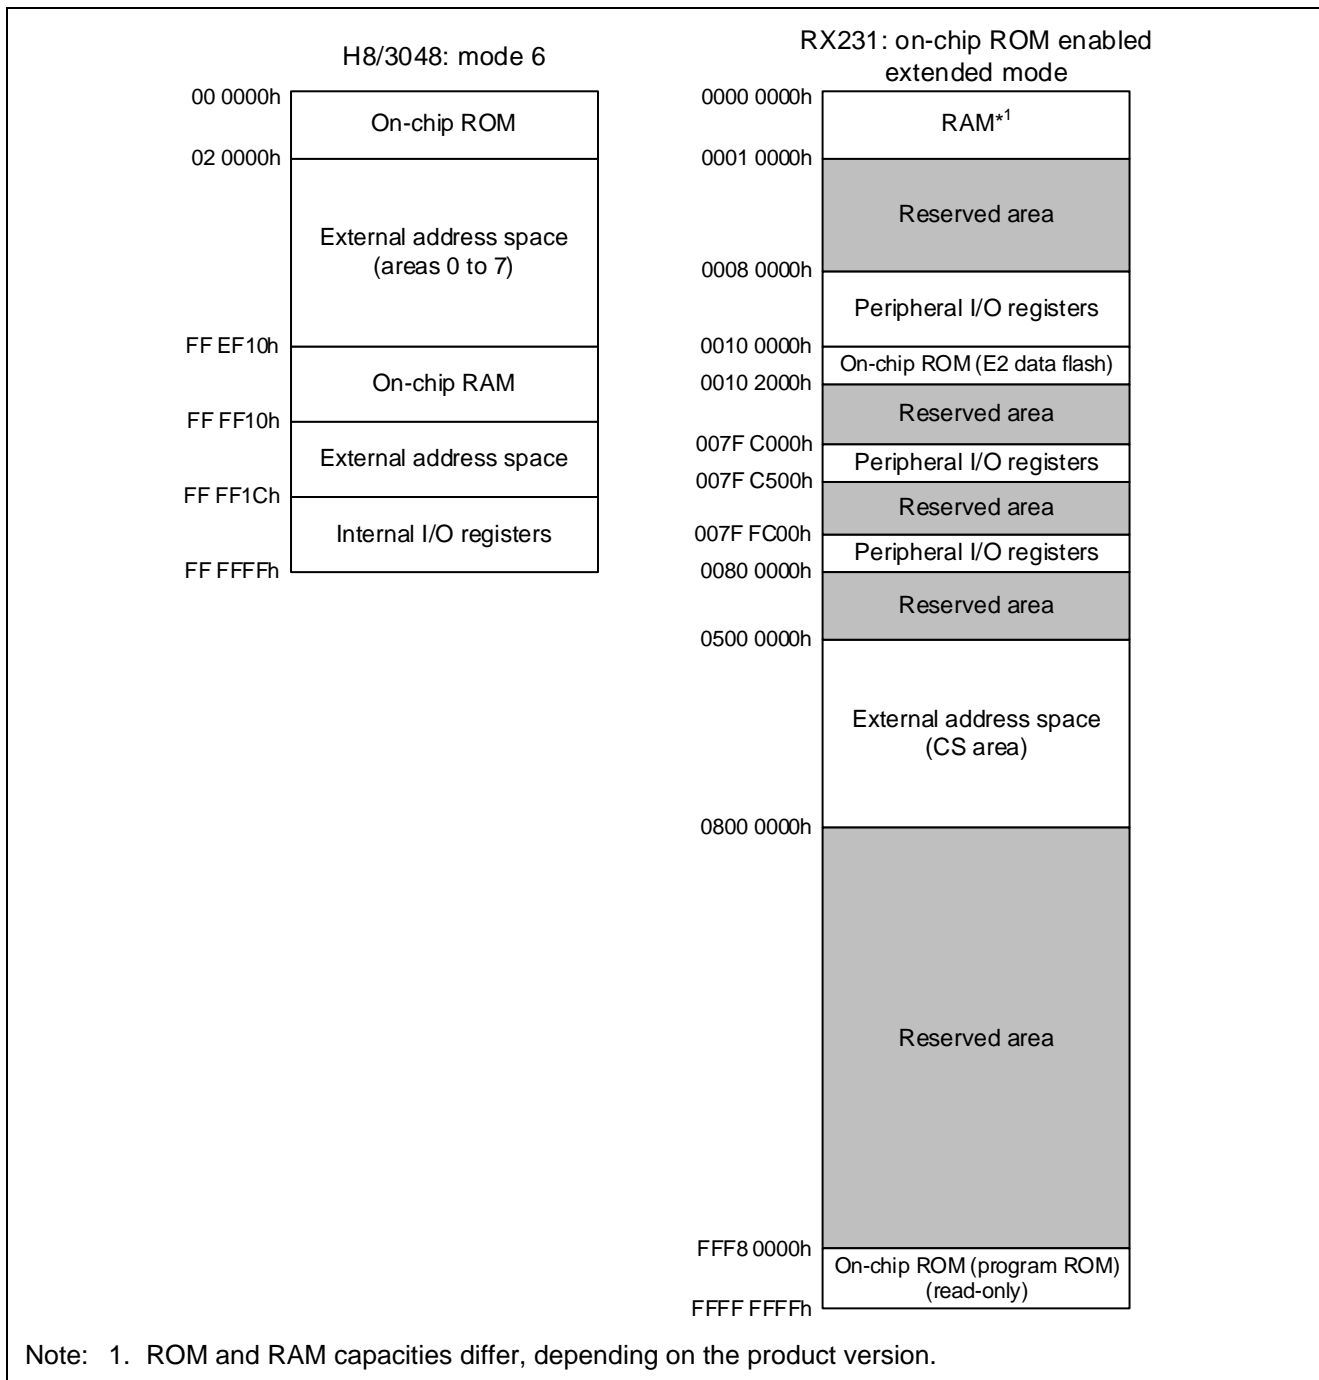 H8/3048: mode 6
00 0000h
On-chip ROM
02 0000h
External address space
(areas 0 to 7)
FF EF10h
On-chip RAM
FF FF10h
External address space
FF FF1Ch
Internal I/O registers
FF FFFFh
RX231: on-chip ROM enabled
extended mode
0000 0000h
RAM*1
0001 0000h
Reserved area
0008 0000h
Peripheral I/O registers
0010 0000h
On-chip ROM (E2 data flash)
0010 2000h
Reserved area
007F C000h
Peripheral I/O registers
007F C500h
Reserved area
007F FC00h
Peripheral I/O registers
0080 0000h
Reserved area
0500 0000h
External address space
(CS area)
0800 0000h
Reserved area
FFF8 0000h
On-chip ROM (program ROM)
(read-only)
FFFF FFFFh
Note: 1. ROM and RAM capacities differ, depending on the product version.